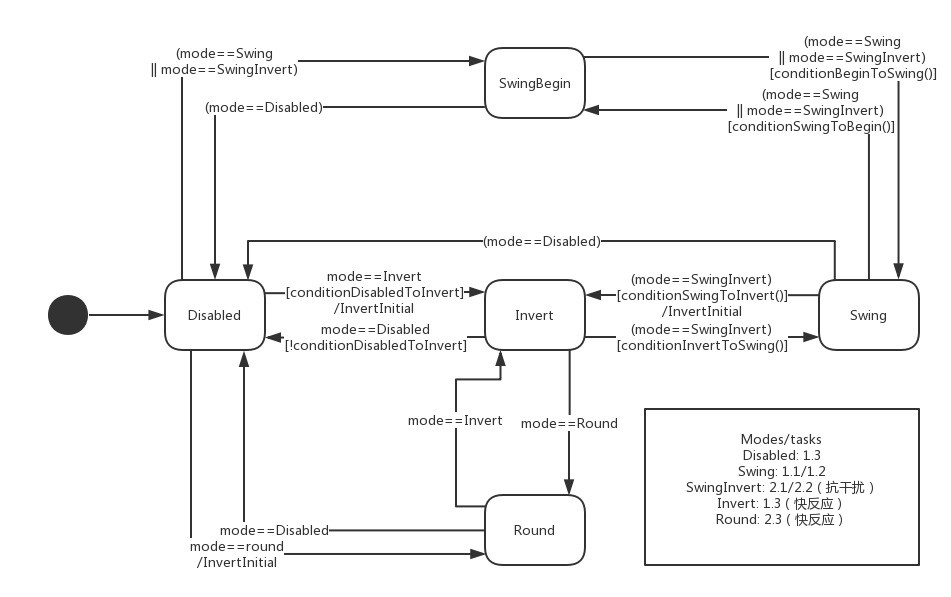 (mode==Swing
|| mode==SwingInvert)
(mode==Swing
|| mode==SwingInvert)
[conditionBeginToSwing()]
SwingBegin
(mode==Disabled)
(mode==Swing
|| mode==SwingInvert)
[conditionSwingToBegin()]
(mode==Disabled)
mode==Invert
[conditionDisabledToInvert]
/InvertInitial
(mode==SwingInvert)
[conditionSwingToInvert()]
/InvertInitial
Disabled
Invert
Swing
mode==Disabled
[!conditionDisabledToInvert]
(mode==SwingInvert)
[conditionInvertToSwing()]
mode==Invert
mode==Round
Modes/tasks
Disabled: 1.3
Swing: 1.1/1.2
SwingInvert: 2.1/2.2（抗干扰）
Invert: 1.3（快反应）
Round: 2.3（快反应）
mode==Disabled
Round
mode==round
/InvertInitial